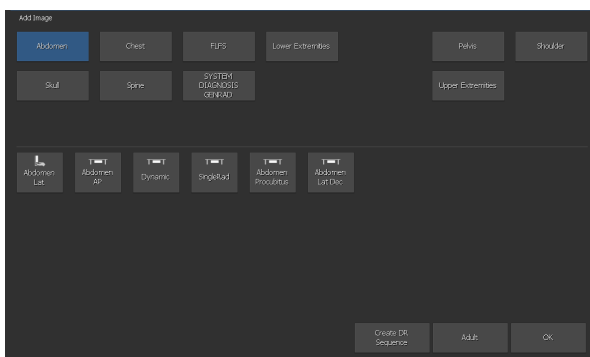 Add Image
Abdomen
Chest
FLFS
Lower Extremities
Pelvis
Shoulder
Skull
Spine
SYSTEM
DIAGNOSIS
GENRAD
Upper Extremities
Abdomen
Lat
Abdomen
AP
Dynamic
SingleRad
Abdomen
Procubitus
Abdomen
Lat Dec
Create DR
Sequence
Adult
OK